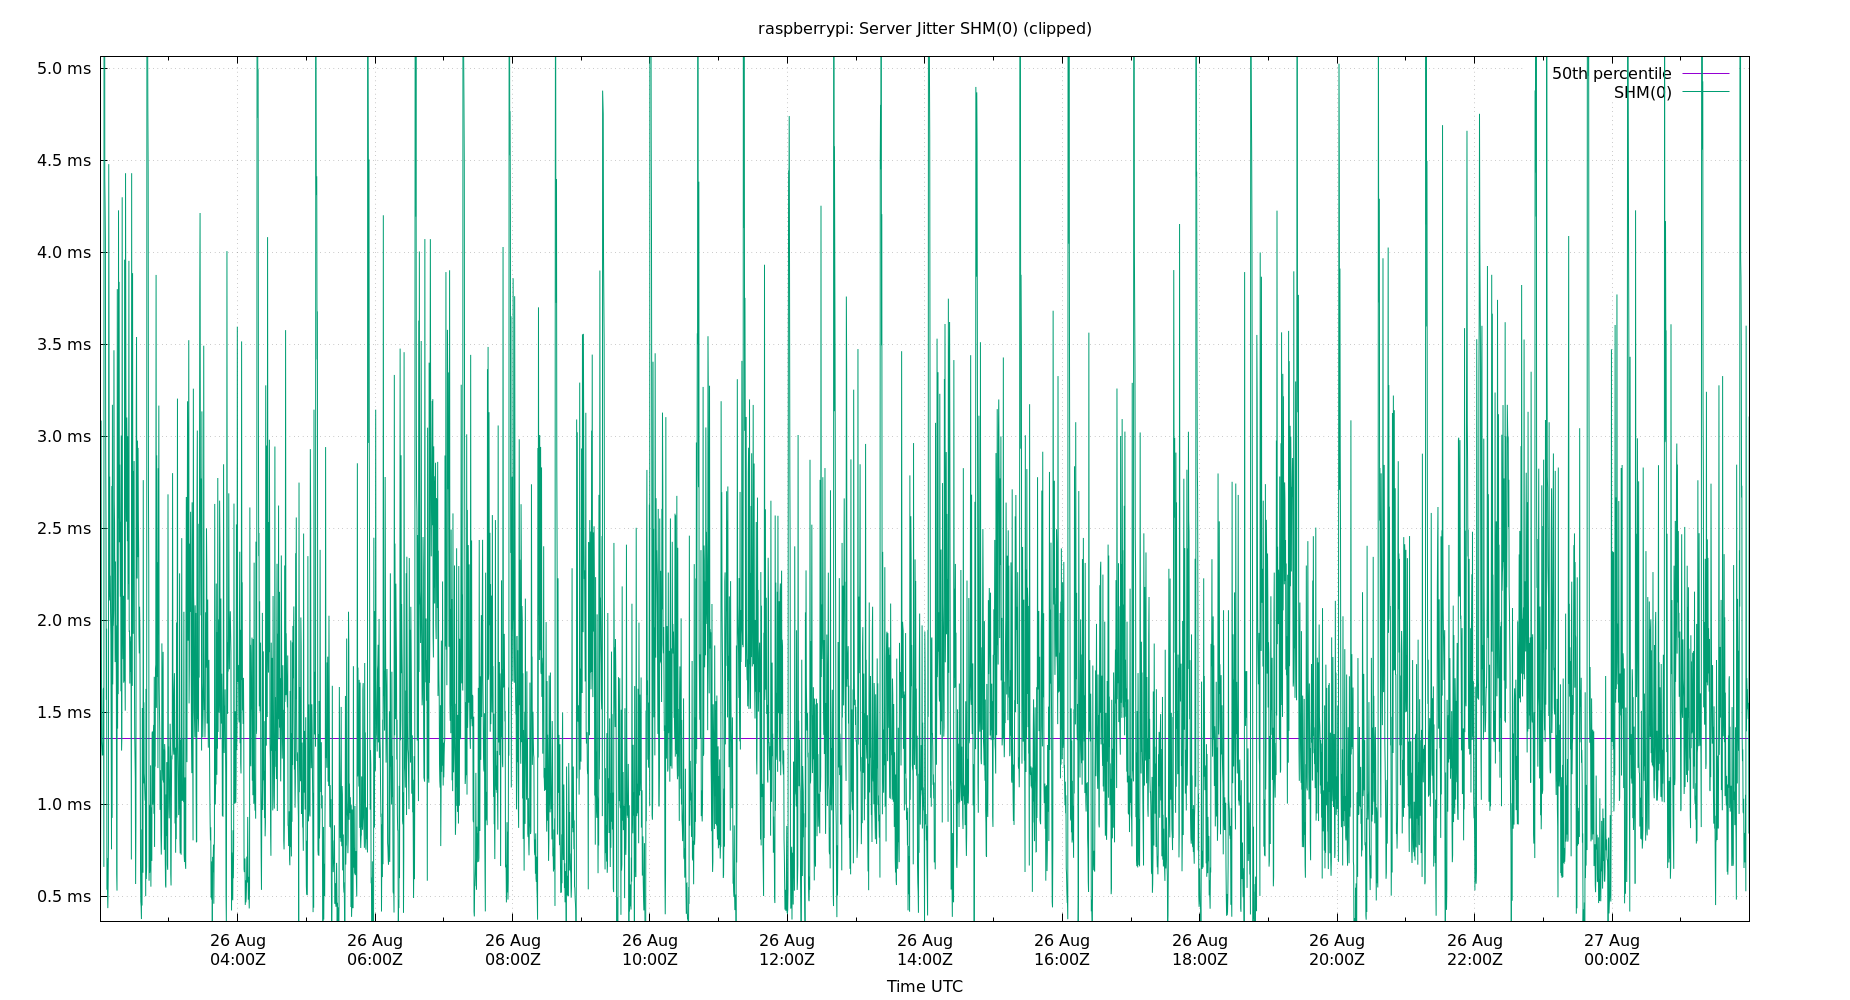 raspberrypi: Server Jitter SHM(0) (clipped)
5.0 ms
4.5 ms
4.0 ms
3.5 ms
3.0 ms
2.5 ms
2.0 ms
1.5 ms
1.0 ms
0.5 ms
50th percentile
SHM(0)
26 Aug 26 Aug 26 Aug 26 Aug 26 Aug 26 Aug 26 Aug 26 Aug 26 Aug 26 Aug 27 Aug
04:00Z 06:00Z 08:00Z 10:00Z 12:00Z 14:00Z 16:00Z 18:00Z 20:00Z 22:00Z 00:00Z
Time UTC